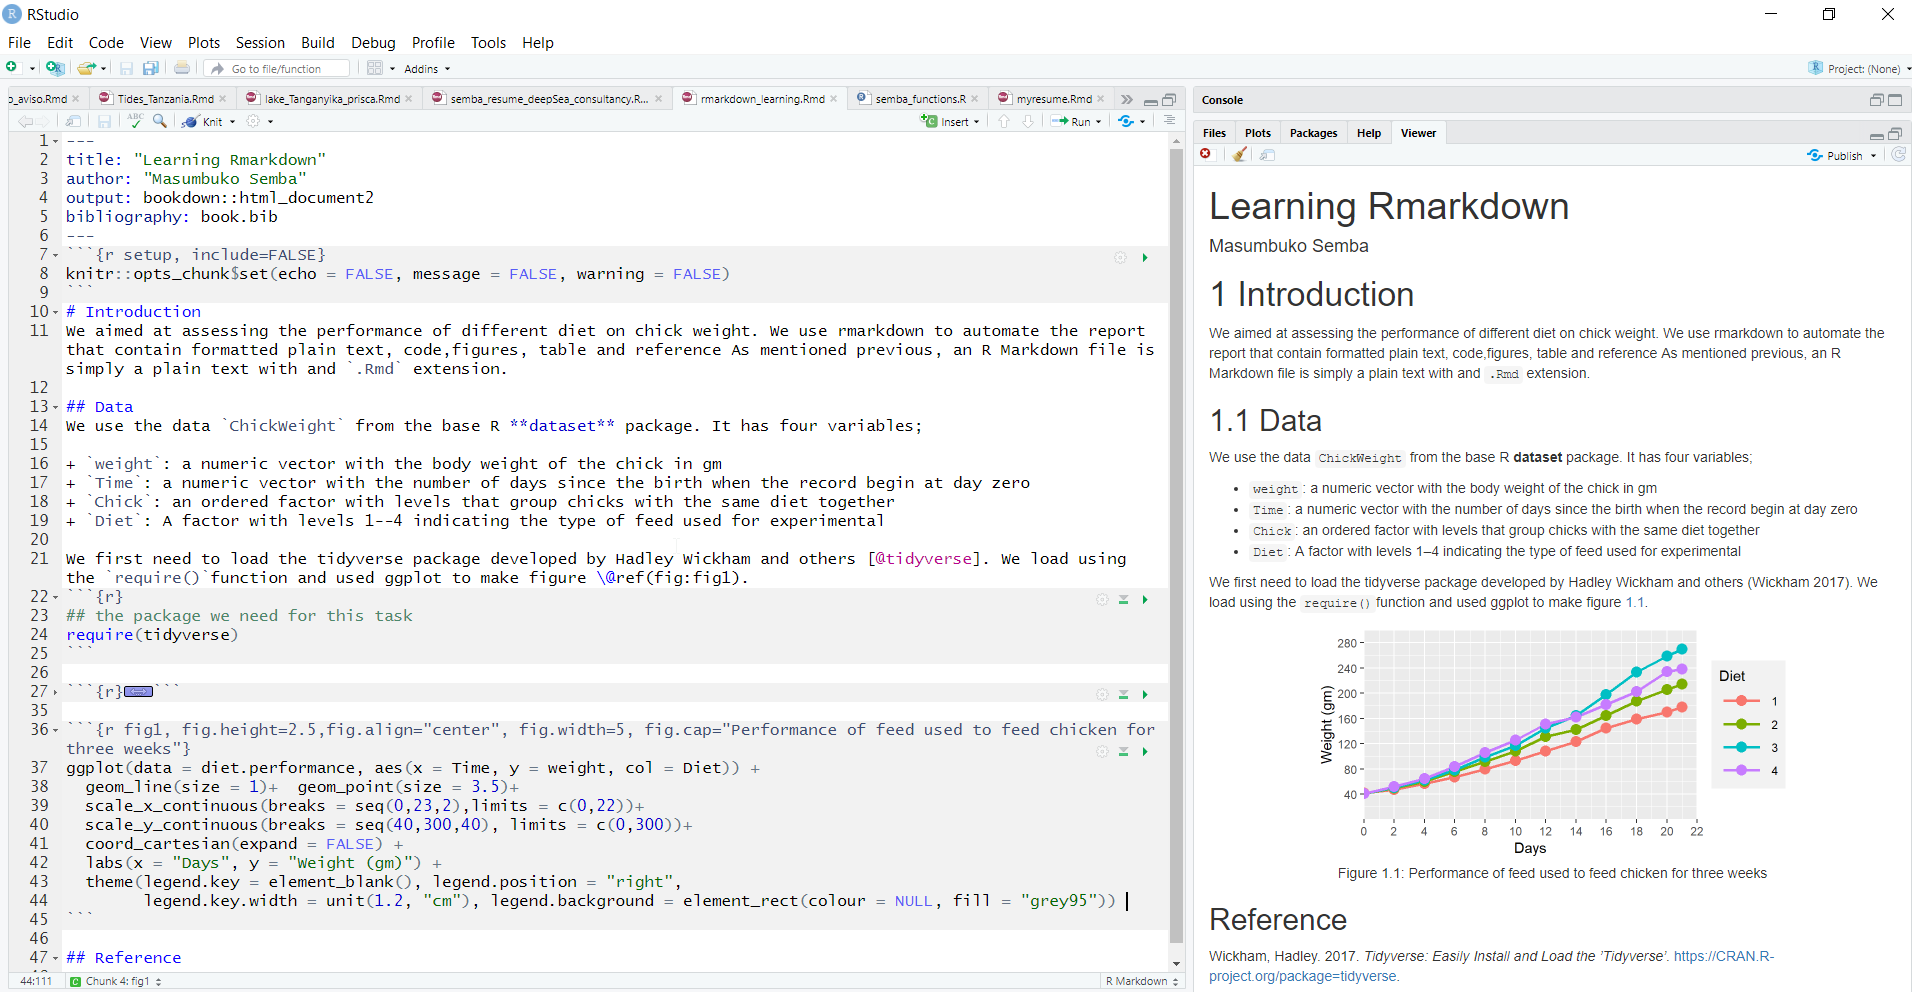 RStudio
File Edit Code View Plots Session Build Debug Profile Tools Help
Go to file/function Addins Project: (None)
o_aviso.Rmd Tides_Tanzania.Rmd lake_Tanganyika_prisca.Rmd semba_resume_deepSea_consultancy.R... rmarkdown_learning.Rmd semba_functions.R myresume.Rmd
ABC Knit Insert Run
1 ---
2 title: "Learning Rmarkdown"
3 author: "Masumbuko Semba"
4 output: bookdown::html_document2
5 bibliography: book.bib
6 ---
7 ```{r setup, include=FALSE}
8 knitr::opts_chunk$set(echo = FALSE, message = FALSE, warning = FALSE)
9 ```
10 # Introduction
11 We aimed at assessing the performance of different diet on chick weight. We use rmarkdown to automate the report
that contain formatted plain text, code,figures, table and reference As mentioned previous, an R Markdown file is
simply a plain text with and `.Rmd` extension.
12
13 ## Data
14 We use the data `ChickWeight` from the base R **dataset** package. It has four variables;
15
16 + `weight`: a numeric vector with the body weight of the chick in gm
17 + `Time`: a numeric vector with the number of days since the birth when the record begin at day zero
18 + `Chick`: an ordered factor with levels that group chicks with the same diet together
19 + `Diet`: A factor with levels 1--4 indicating the type of feed used for experimental
20
21 We first need to load the tidyverse package developed by Hadley Wickham and others [@tidyverse]. We load using
the `require()`function and used ggplot to make figure \@ref(fig:fig1).
22 ```{r}
23 ## the package we need for this task
24 require(tidyverse)
25 ```
26
27 ```{r} ```
35
36 ```{r fig1, fig.height=2.5,fig.align="center", fig.width=5, fig.cap="Performance of feed used to feed chicken for
three weeks"}
37 ggplot(data = diet.performance, aes(x = Time, y = weight, col = Diet)) +
38 geom_line(size = 1)+ geom_point(size = 3.5)+
39 scale_x_continuous(breaks = seq(0,23,2),limits = c(0,22))+
40 scale_y_continuous(breaks = seq(40,300,40), limits = c(0,300))+
41 coord_cartesian(expand = FALSE) +
42 labs(x = "Days", y = "Weight (gm)") +
43 theme(legend.key = element_blank(), legend.position = "right",
44 legend.key.width = unit(1.2, "cm"), legend.background = element_rect(colour = NULL, fill = "grey95"))
45 ```
46
47 ## Reference
44:111 Chunk 4: fig1 R Markdown
Console
Files Plots Packages Help Viewer
Publish
Learning Rmarkdown
Masumbuko Semba
1 Introduction
We aimed at assessing the performance of different diet on chick weight. We use rmarkdown to automate the
report that contain formatted plain text, code,figures, table and reference As mentioned previous, an R
Markdown file is simply a plain text with and .Rmd extension.
1.1 Data
We use the data ChickWeight from the base R dataset package. It has four variables;
• weight : a numeric vector with the body weight of the chick in gm
• Time : a numeric vector with the number of days since the birth when the record begin at day zero
• Chick : an ordered factor with levels that group chicks with the same diet together
• Diet : A factor with levels 1–4 indicating the type of feed used for experimental
We first need to load the tidyverse package developed by Hadley Wickham and others (Wickham 2017). We
load using the require() function and used ggplot to make figure 1.1.
280
240
200
160
120
80
40
Weight (gm)
0 2 4 6 8 10 12 14 16 18 20 22
Days
Diet
1
2
3
4
Figure 1.1: Performance of feed used to feed chicken for three weeks
Reference
Wickham, Hadley. 2017. Tidyverse: Easily Install and Load the 'Tidyverse'. https://CRAN.R-
project.org/package=tidyverse.